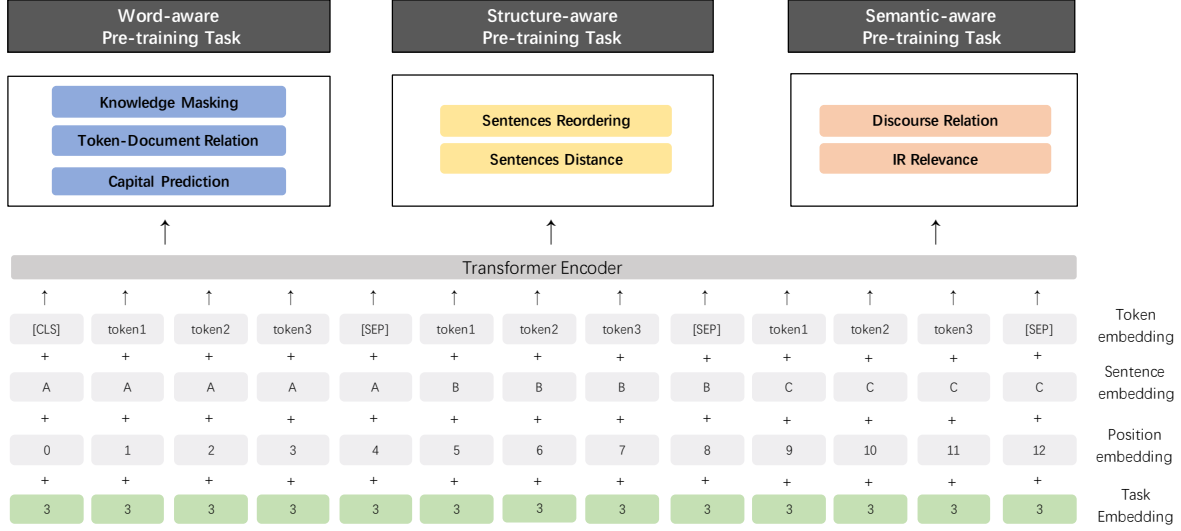 Word-aware
Pre-training Task
Structure-aware
Pre-training Task
Semantic-aware
Pre-training Task
Knowledge Masking
Token-Document Relation
Capital Prediction
Sentences Reordering
Sentences Distance
Discourse Relation
IR Relevance
Transformer Encoder
[CLS] token1 token2 token3 [SEP] token1 token2 token3 [SEP] token1 token2 token3 [SEP]
Token
embedding
+ + + + + + + + + + + + +
A A A A A B B B B C C C C
Sentence
embedding
+ + + + + + + + + + + + +
0 1 2 3 4 5 6 7 8 9 10 11 12
Position
embedding
+ + + + + + + + + + + + +
3 3 3 3 3 3 3 3 3 3 3 3 3
Task
Embedding